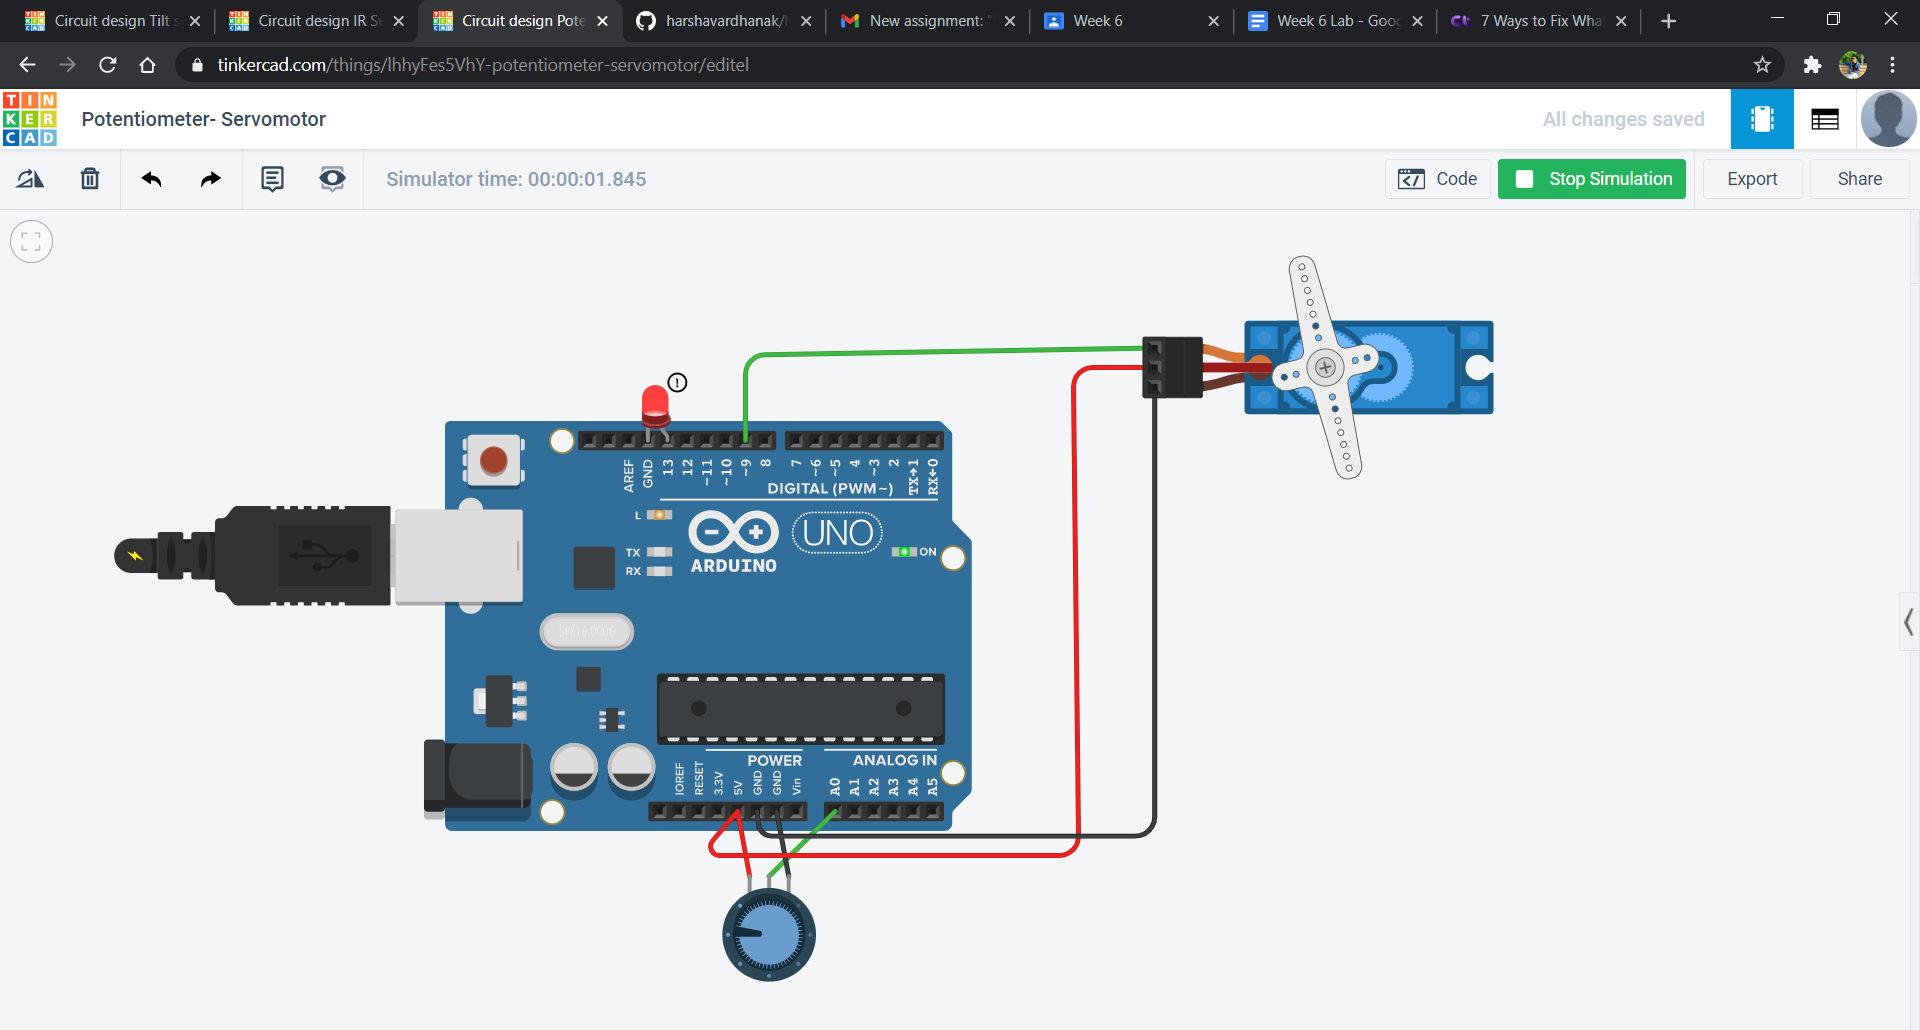 Circuit design Tilt s
Circuit design IR Se
Circuit design Pote
harshavardhanak/I
New assignment: "
Week 6
Week 6 Lab - Goog
7 Ways to Fix Wha
tinkercad.com/things/lhhyFes5VhY-potentiometer-servomotor/editel
TIN
KER
CAD
Potentiometer- Servomotor
All changes saved
Simulator time: 00:00:01.845
Code
Stop Simulation
Export
Share
AREF
GND
13
12
~11
~10
~9
8
7
~6
~5
4
~3
2
TX→1
RX←0
DIGITAL (PWM~)
L
TX
RX
ARDUINO
UNO
ON
SPK16.000G
POWER
ANALOG IN
IOREF
RESET
3.3V
5V
GND
GND
Vin
A0
A1
A2
A3
A4
A5